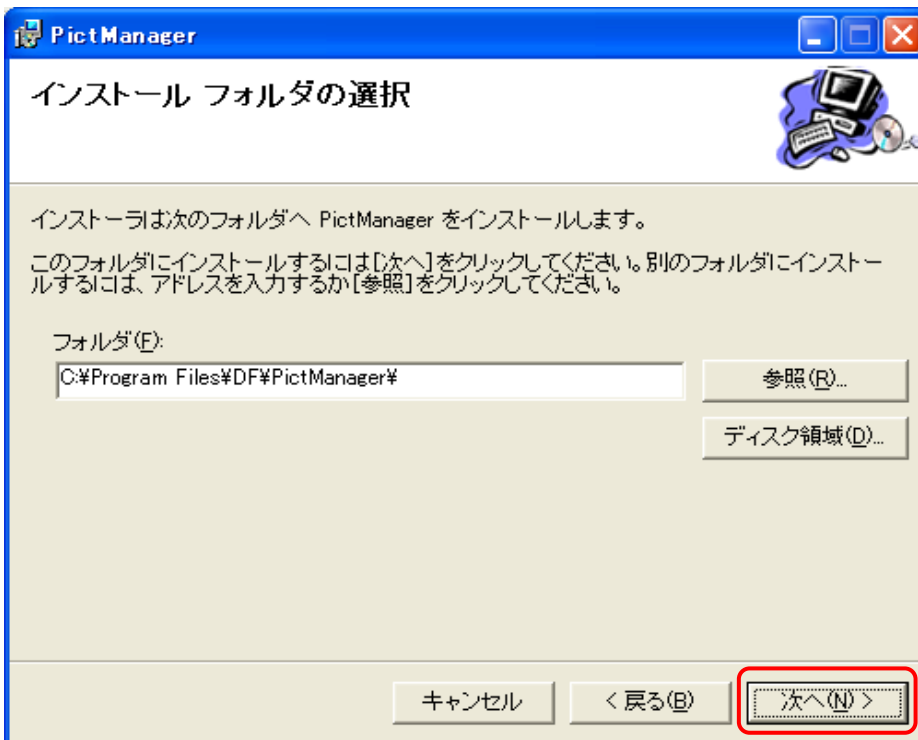 PictManager
インストール フォルダの選択
インストーラは次のフォルダへ PictManager をインストールします。
このフォルダにインストールするには[次へ]をクリックしてください。別のフォルダにインストー
ルするには、アドレスを入力するか[参照]をクリックしてください。
フォルダ(F):
C:¥Program Files¥DF¥PictManager¥
参照(R)...
ディスク領域(D)...
キャンセル
< 戻る(B)
次へ(N) >